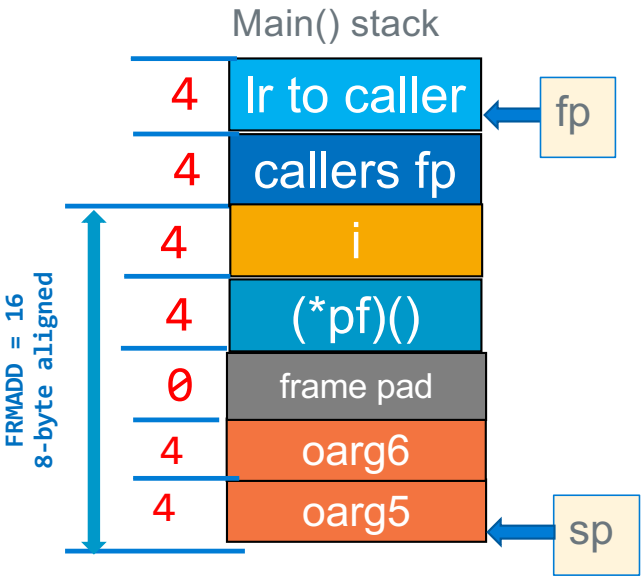 Main() stack
4
lr to caller
fp
4
callers fp
4
i
4
(*pf)()
0
frame pad
4
oarg6
4
oarg5
sp
FRMADD = 16
8-byte aligned